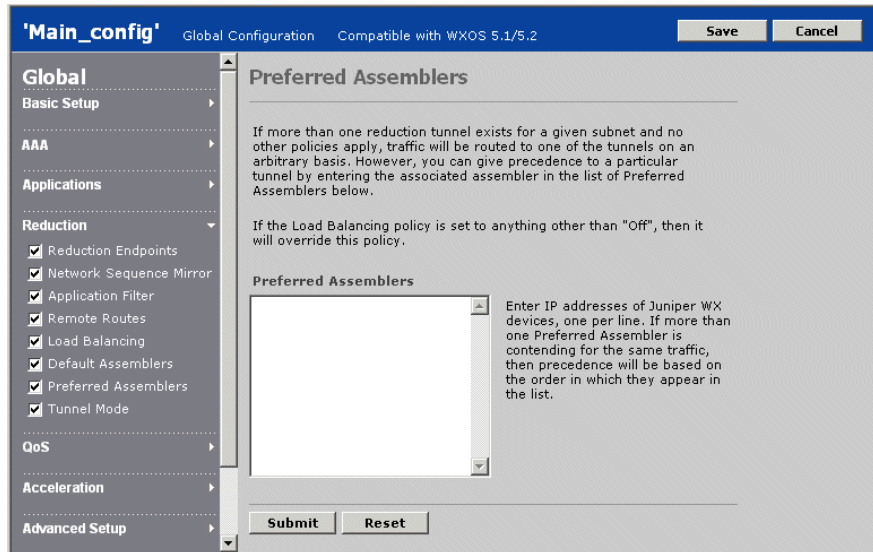 'Main_config' Global Configuration Compatible with WXOS 5.1/5.2 Save Cancel
Global
Basic Setup
AAA
Applications
Reduction
Reduction Endpoints
Network Sequence Mirror
Application Filter
Remote Routes
Load Balancing
Default Assemblers
Preferred Assemblers
Tunnel Mode
QoS
Acceleration
Advanced Setup
Preferred Assemblers
If more than one reduction tunnel exists for a given subnet and no
other policies apply, traffic will be routed to one of the tunnels on an
arbitrary basis. However, you can give precedence to a particular
tunnel by entering the associated assembler in the list of Preferred
Assemblers below.
If the Load Balancing policy is set to anything other than "Off", then it
will override this policy.
Preferred Assemblers
Enter IP addresses of Juniper WX
devices, one per line. If more than
one Preferred Assembler is
contending for the same traffic,
then precedence will be based on
the order in which they appear in
the list.
Submit Reset